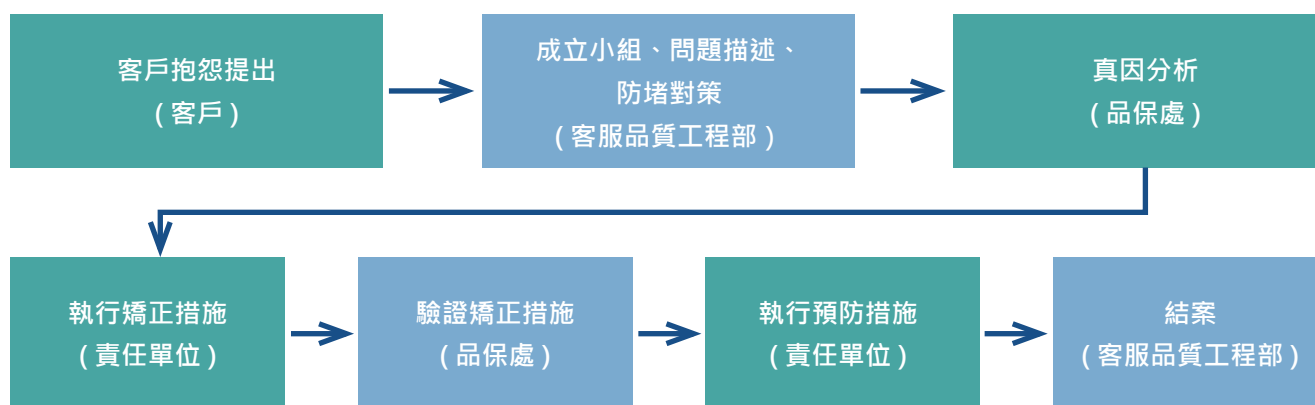 客戶抱怨提出
(客戶)
成立小組、問題描述、
防堵對策
(客服品質工程部)
真因分析
(品保處)
執行矯正措施
(責任單位)
驗證矯正措施
(品保處)
執行預防措施
(責任單位)
結案
(客服品質工程部)